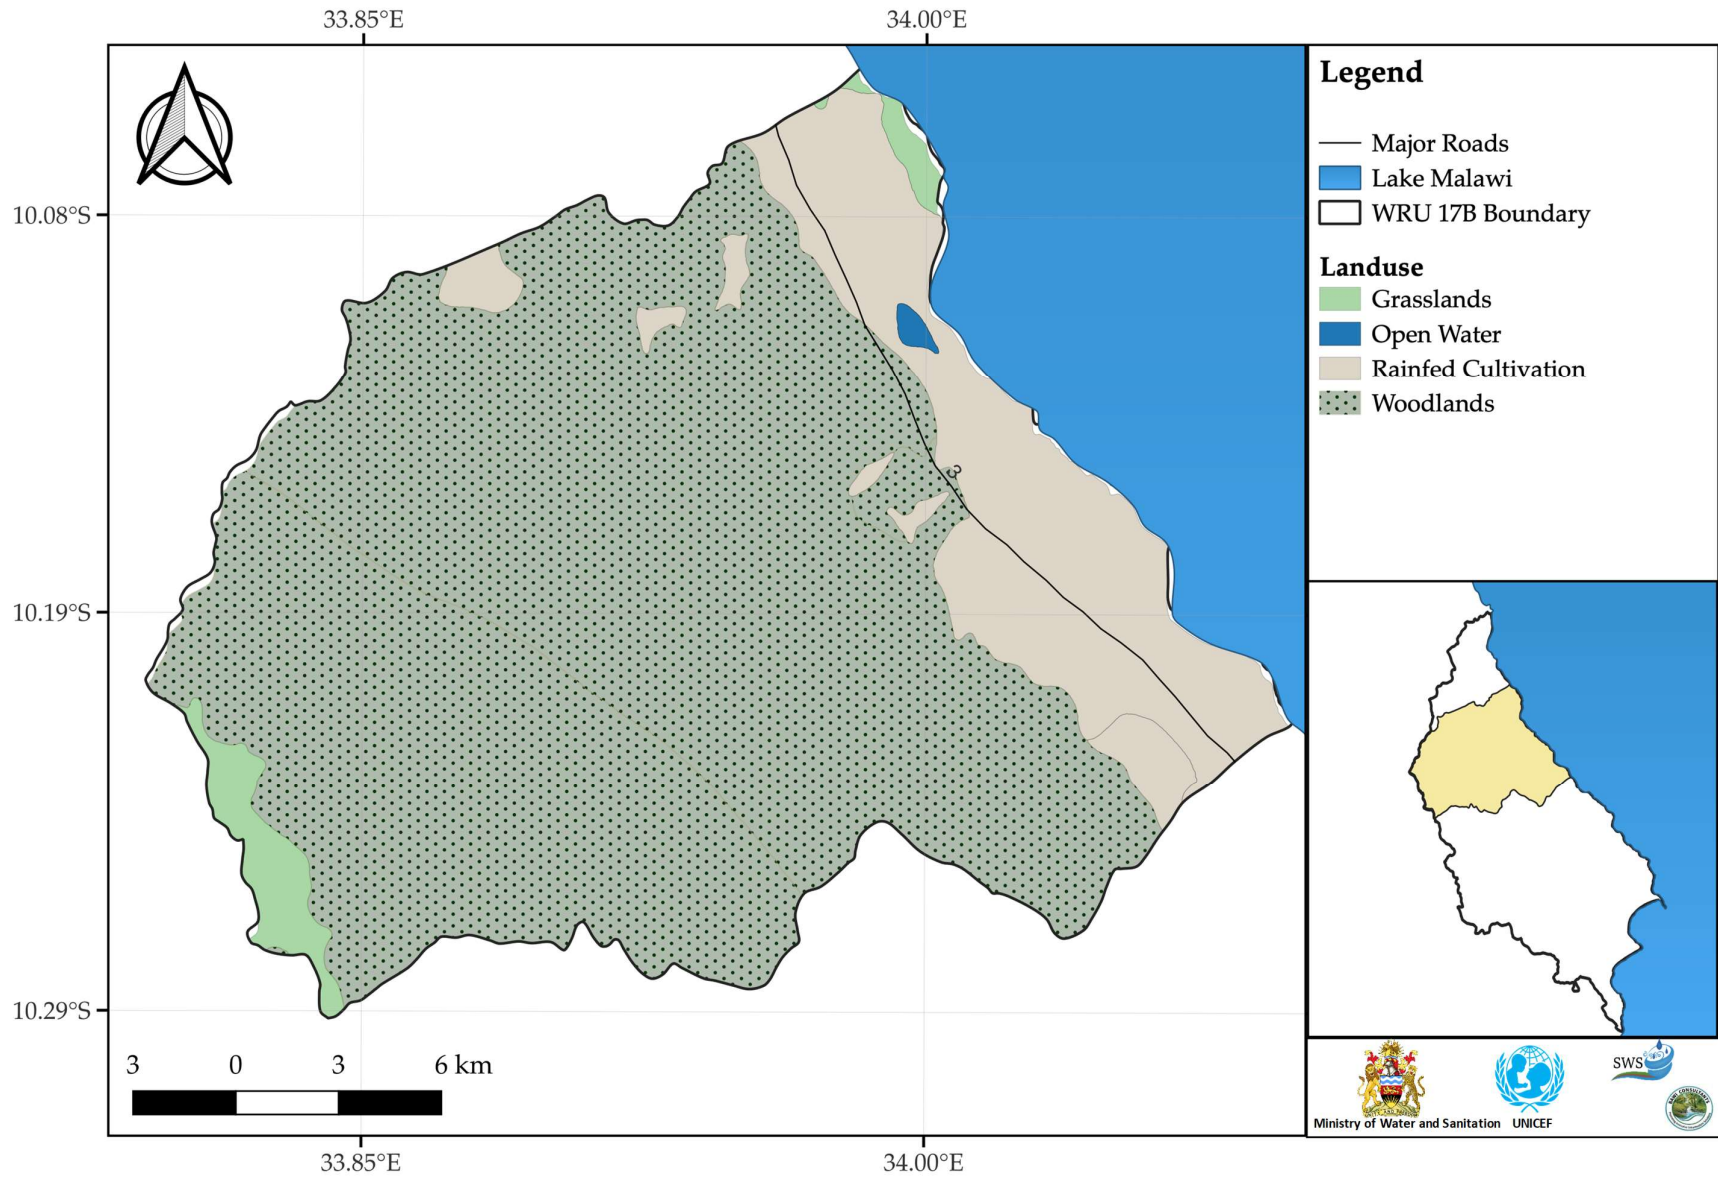 33.85°E
34.00°E
10.08°S
10.19°S
10.29°S
3
3 0 3 6 km
33.85°E
34.00°E
Legend
Major Roads
Lake Malawi
WRU 17B Boundary
Landuse
Grasslands
Open Water
Rainfed Cultivation
Woodlands
SWS
Ministry of Water and Sanitation
UNICEF